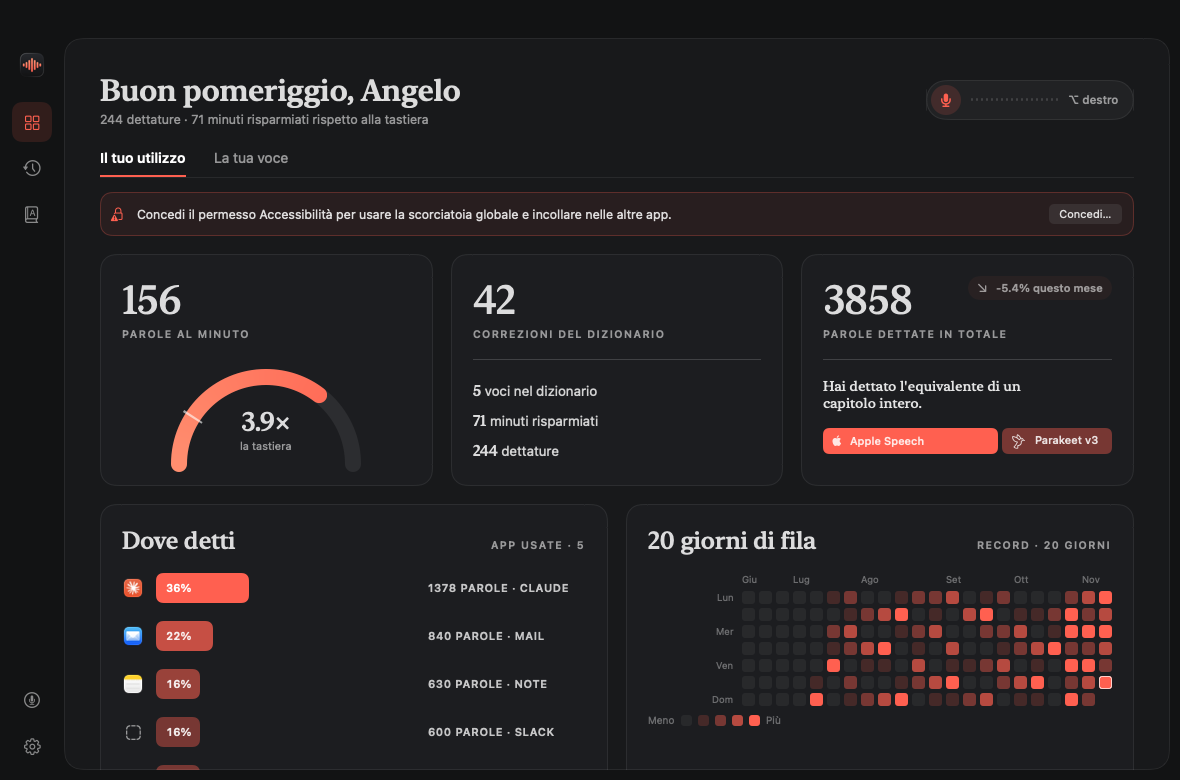 Buon pomeriggio, Angelo
244 dettature · 71 minuti risparmiati rispetto alla tastiera
⌥ destro
Il tuo utilizzo
La tua voce
Concedi il permesso Accessibilità per usare la scorciatoia globale e incollare nelle altre app.
Concedi...
156
PAROLE AL MINUTO
3.9×
la tastiera
42
CORREZIONI DEL DIZIONARIO
5 voci nel dizionario
71 minuti risparmiati
244 dettature
3858
-5.4% questo mese
PAROLE DETTATE IN TOTALE
Hai dettato l'equivalente di un
capitolo intero.
Apple Speech
Parakeet v3
Dove detti
APP USATE · 5
36%
1378 PAROLE · CLAUDE
22%
840 PAROLE · MAIL
16%
630 PAROLE · NOTE
16%
600 PAROLE · SLACK
20 giorni di fila
RECORD · 20 GIORNI
Giu Lug Ago Set Ott Nov
Lun
Mer
Ven
Dom
Meno
Più